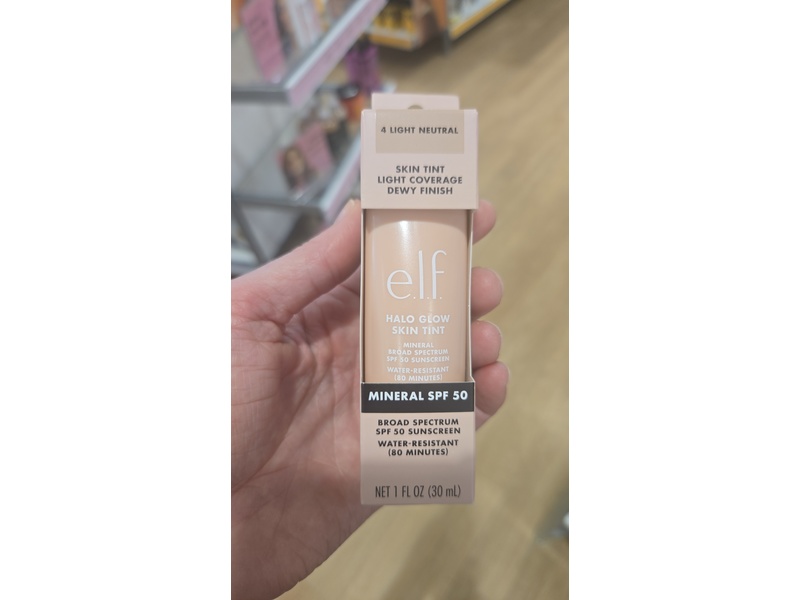 4 LIGHT NEUTRAL
SKIN TINT
LIGHT COVERAGE
DEWY FINISH
e.l.f.
HALO GLOW
SKIN TINT
MINERAL
BROAD SPECTRUM
SPF 50 SUNSCREEN
WATER-RESISTANT
(80 MINUTES)
MINERAL SPF 50
BROAD SPECTRUM
SPF 50 SUNSCREEN
WATER-RESISTANT
(80 MINUTES)
NET 1 FL OZ (30 mL)